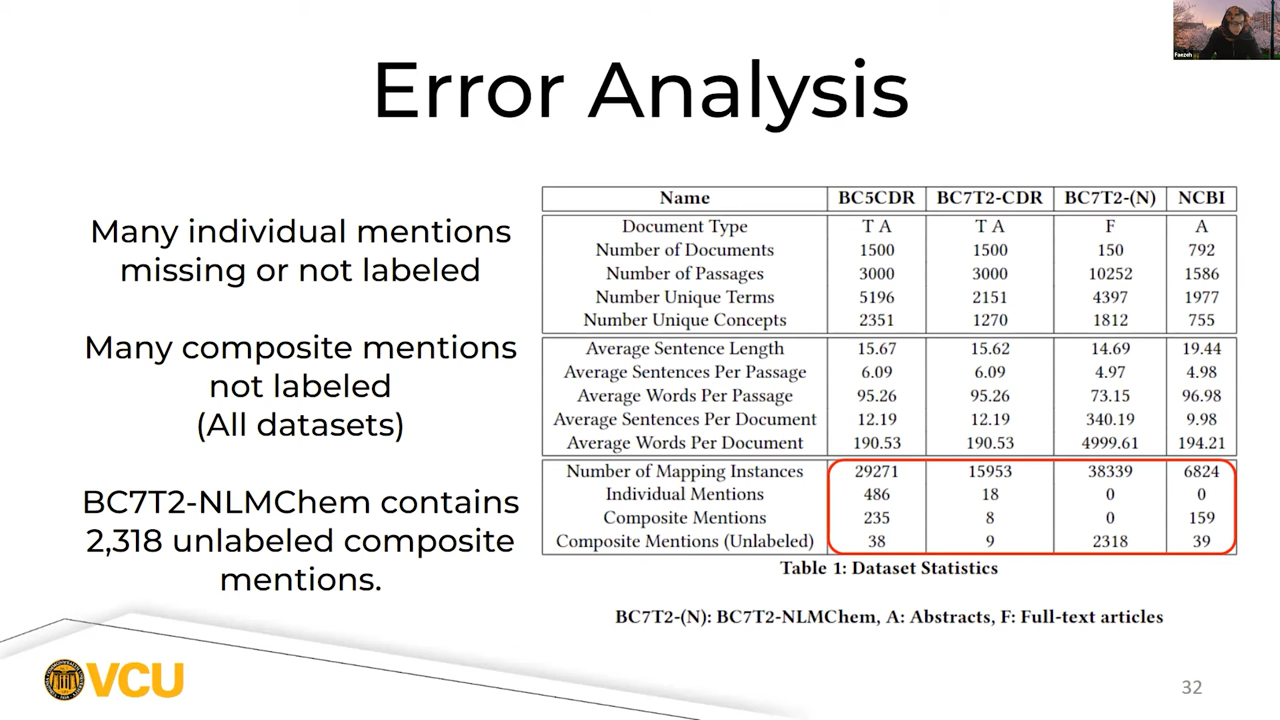 Faezeh
Error Analysis
Many individual mentions
missing or not labeled
Many composite mentions
not labeled
(All datasets)
BC7T2-NLMChem contains
2,318 unlabeled composite
mentions.
Name BC5CDR BC7T2-CDR BC7T2-(N) NCBI
Document Type T A T A F A
Number of Documents 1500 1500 150 792
Number of Passages 3000 3000 10252 1586
Number Unique Terms 5196 2151 4397 1977
Number Unique Concepts 2351 1270 1812 755
Average Sentence Length 15.67 15.62 14.69 19.44
Average Sentences Per Passage 6.09 6.09 4.97 4.98
Average Words Per Passage 95.26 95.26 73.15 96.98
Average Sentences Per Document 12.19 12.19 340.19 9.98
Average Words Per Document 190.53 190.53 4999.61 194.21
Number of Mapping Instances 29271 15953 38339 6824
Individual Mentions 486 18 0 0
Composite Mentions 235 8 0 159
Composite Mentions (Unlabeled) 38 9 2318 39
Table 1: Dataset Statistics
BC7T2-(N): BC7T2-NLMChem, A: Abstracts, F: Full-text articles
VCU
32